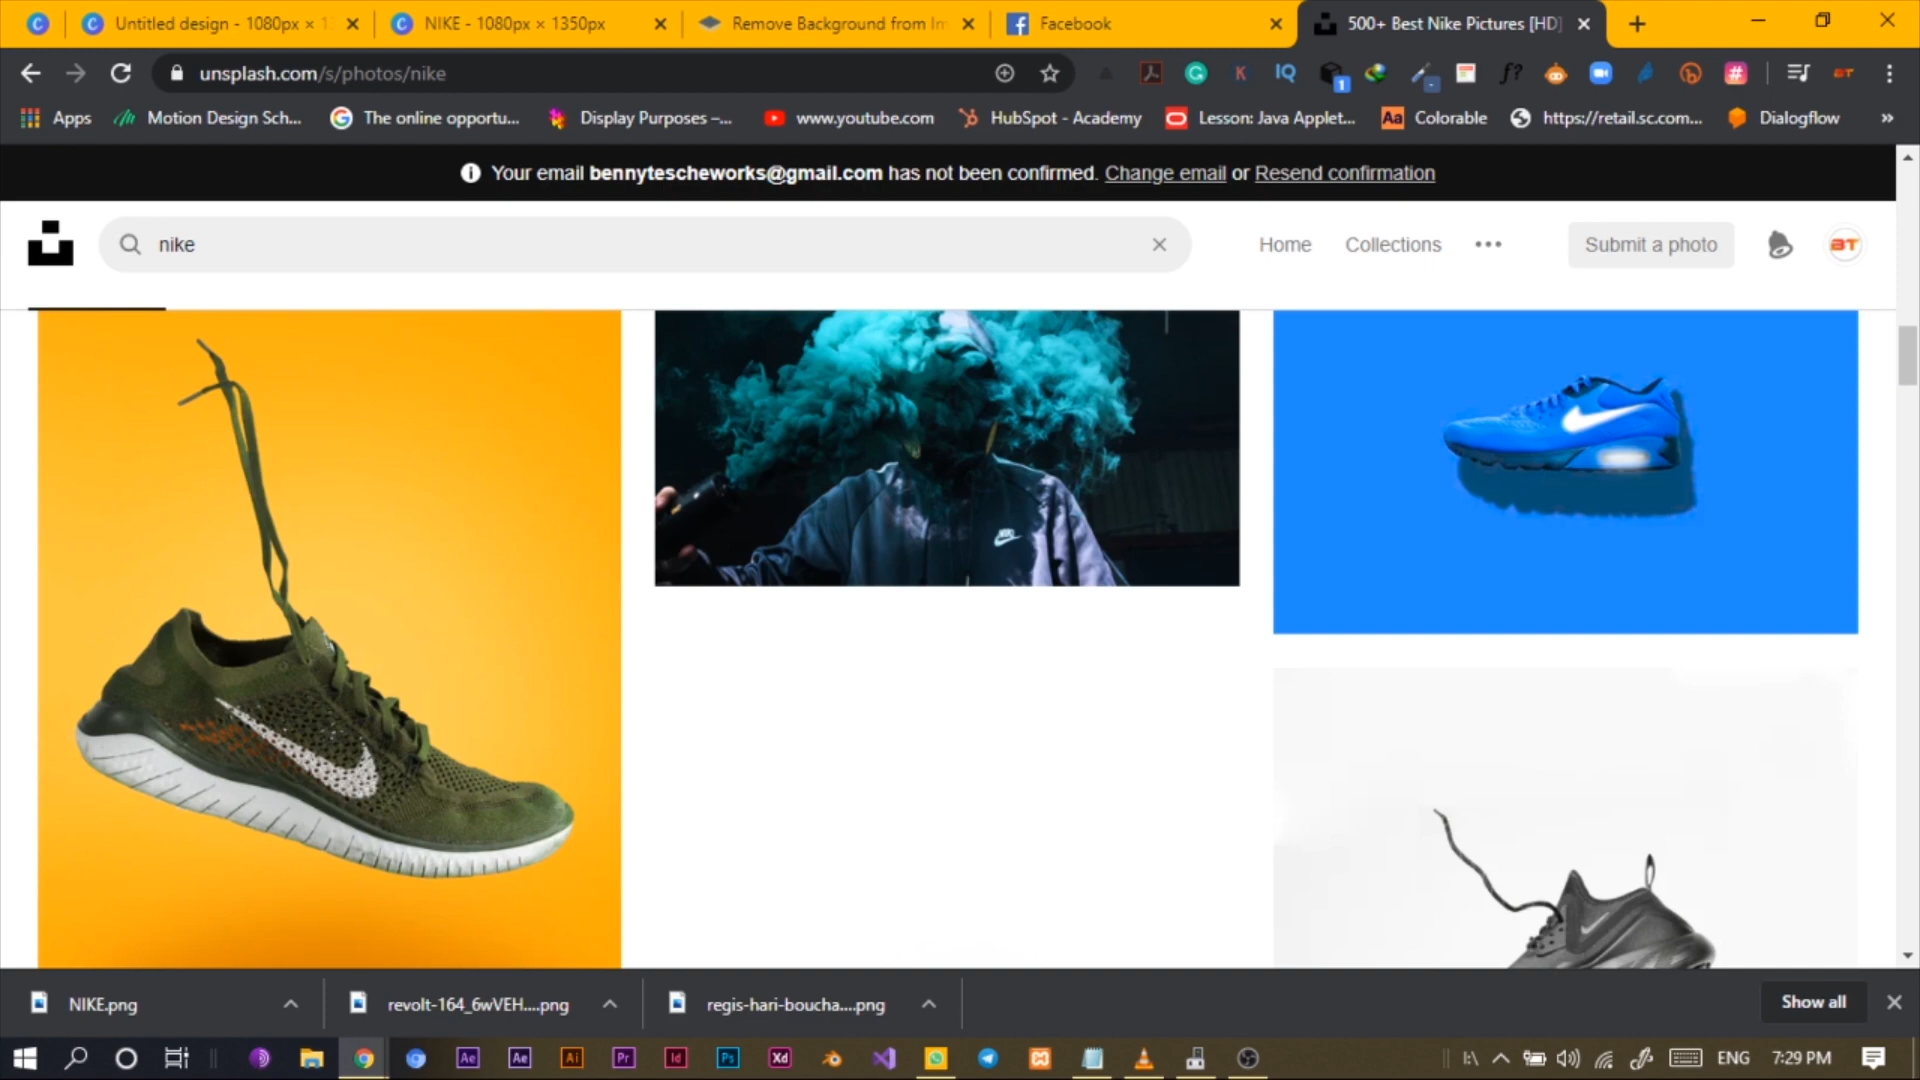 Untitled design - 1080px × 1
NIKE - 1080px × 1350px
Remove Background from Im
Facebook
500+ Best Nike Pictures [HD]
unsplash.com/s/photos/nike
Apps
Motion Design Sch...
The online opportu...
Display Purposes –...
www.youtube.com
HubSpot - Academy
Lesson: Java Applet...
Colorable
https://retail.sc.com...
Dialogflow
Your email bennytescheworks@gmail.com has not been confirmed. Change email or Resend confirmation
nike
Home
Collections
Submit a photo
BT
NIKE.png
revolt-164_6wVEH....png
regis-hari-boucha....png
Show all
ENG
7:29 PM